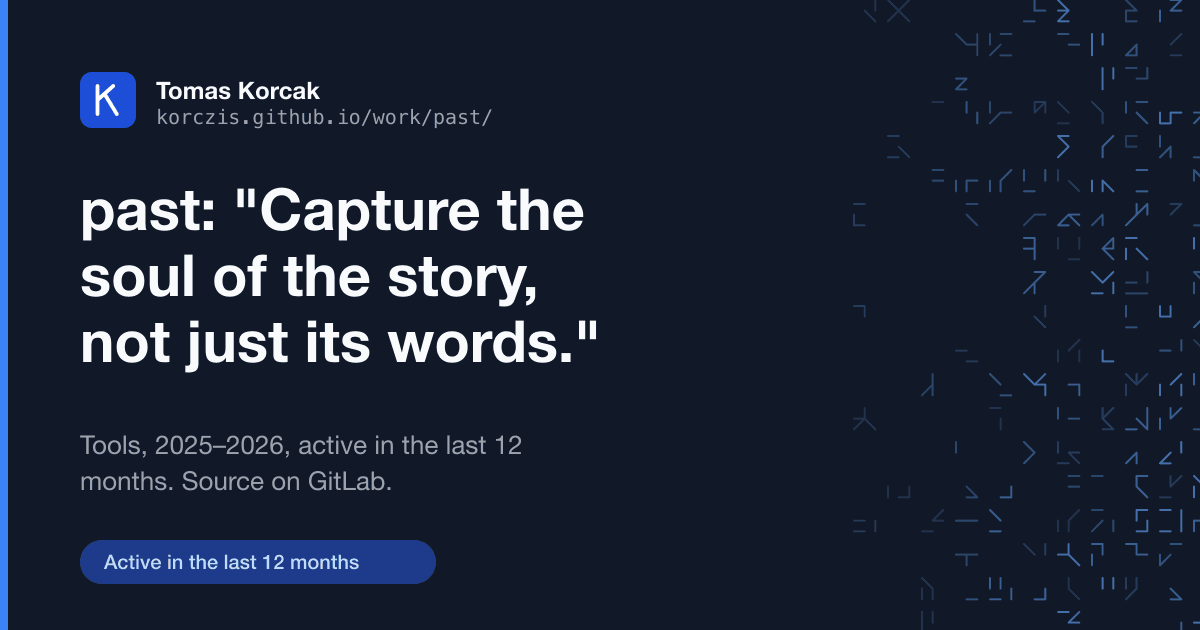 K
Tomas Korcak
korczis.github.io/work/past/
past: "Capture the
soul of the story,
not just its words."
Tools, 2025–2026, active in the last 12
months. Source on GitLab.
Active in the last 12 months